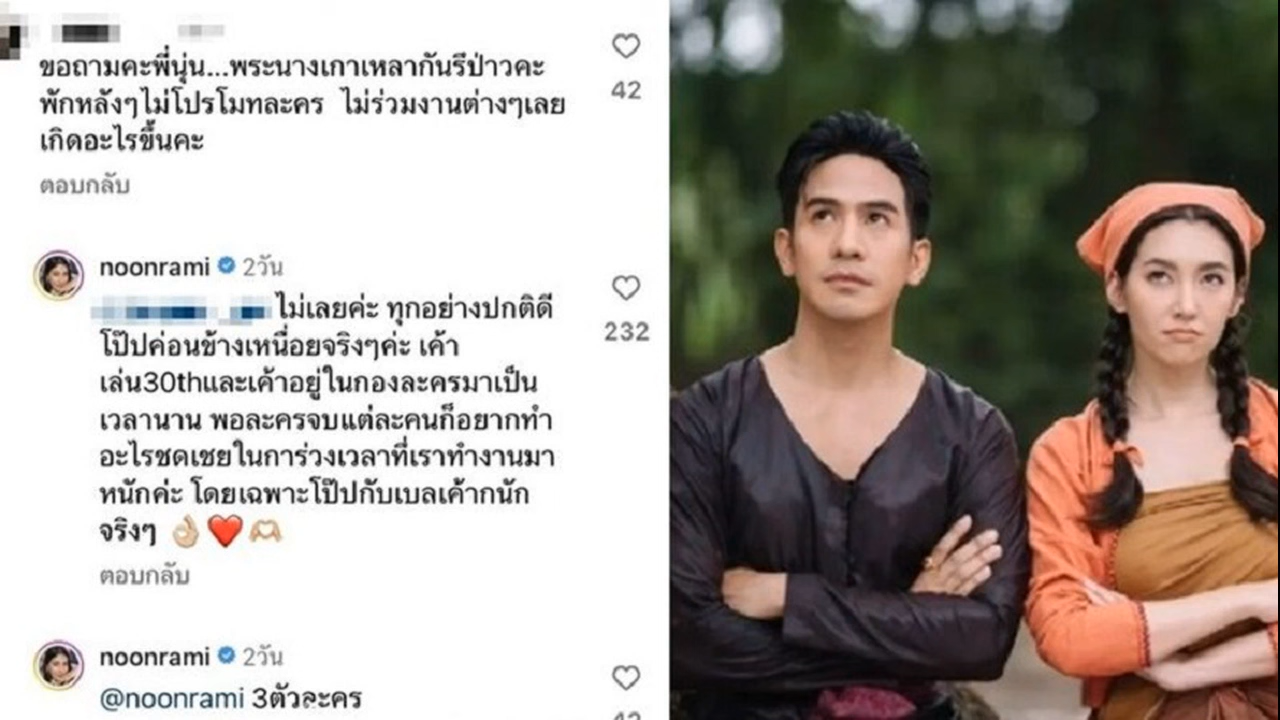 ขอถามคะพี่นุ่น...พระนางเกาเหลากันรึป่าวคะ
พักหลังๆไม่โปรโมทละคร ไม่ร่วมงานต่างๆเลย
เกิดอะไรขึ้นคะ
42
ตอบกลับ
noonrami 2วัน
ไม่เลยค่ะ ทุกอย่างปกติดี
โป๊ปค่อนข้างเหนื่อยจริงๆค่ะ เค้า
232
เล่น30thและเค้าอยู่ในกองละครมาเป็น
เวลานาน พอละครจบแต่ละคนก็อยากทำ
อะไรชดเชยในการ่วงเวลาที่เราทำงานมา
หนักค่ะ โดยเฉพาะโป๊ปกับเบลเค้ากนัก
จริงๆ 👌🏻❤️🫶🏻
ตอบกลับ
noonrami 2วัน
@noonrami 3ตัวละคร